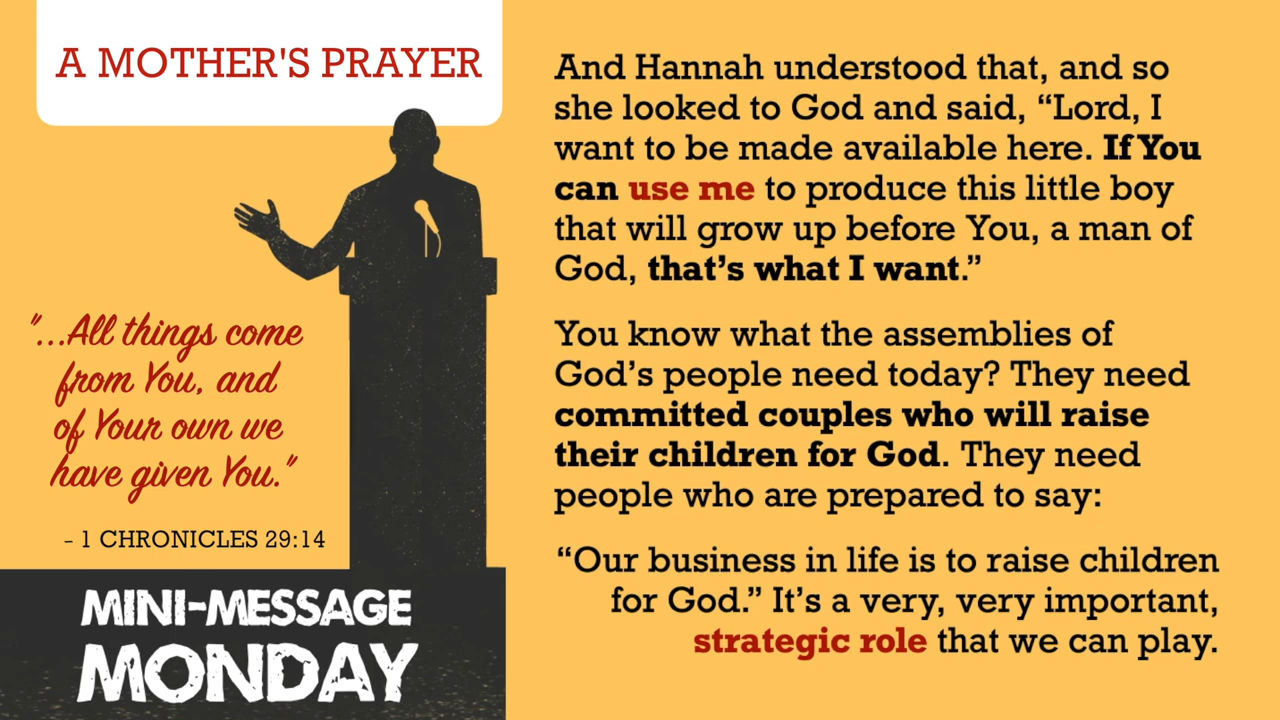 A MOTHER'S PRAYER
"...All things come
from You, and
of Your own we
have given You."
- 1 CHRONICLES 29:14
MINI-MESSAGE
MONDAY
And Hannah understood that, and so
she looked to God and said, “Lord, I
want to be made available here. If You
can use me to produce this little boy
that will grow up before You, a man of
God, that’s what I want.”
You know what the assemblies of
God’s people need today? They need
committed couples who will raise
their children for God. They need
people who are prepared to say:
“Our business in life is to raise children
for God.” It’s a very, very important,
strategic role that we can play.